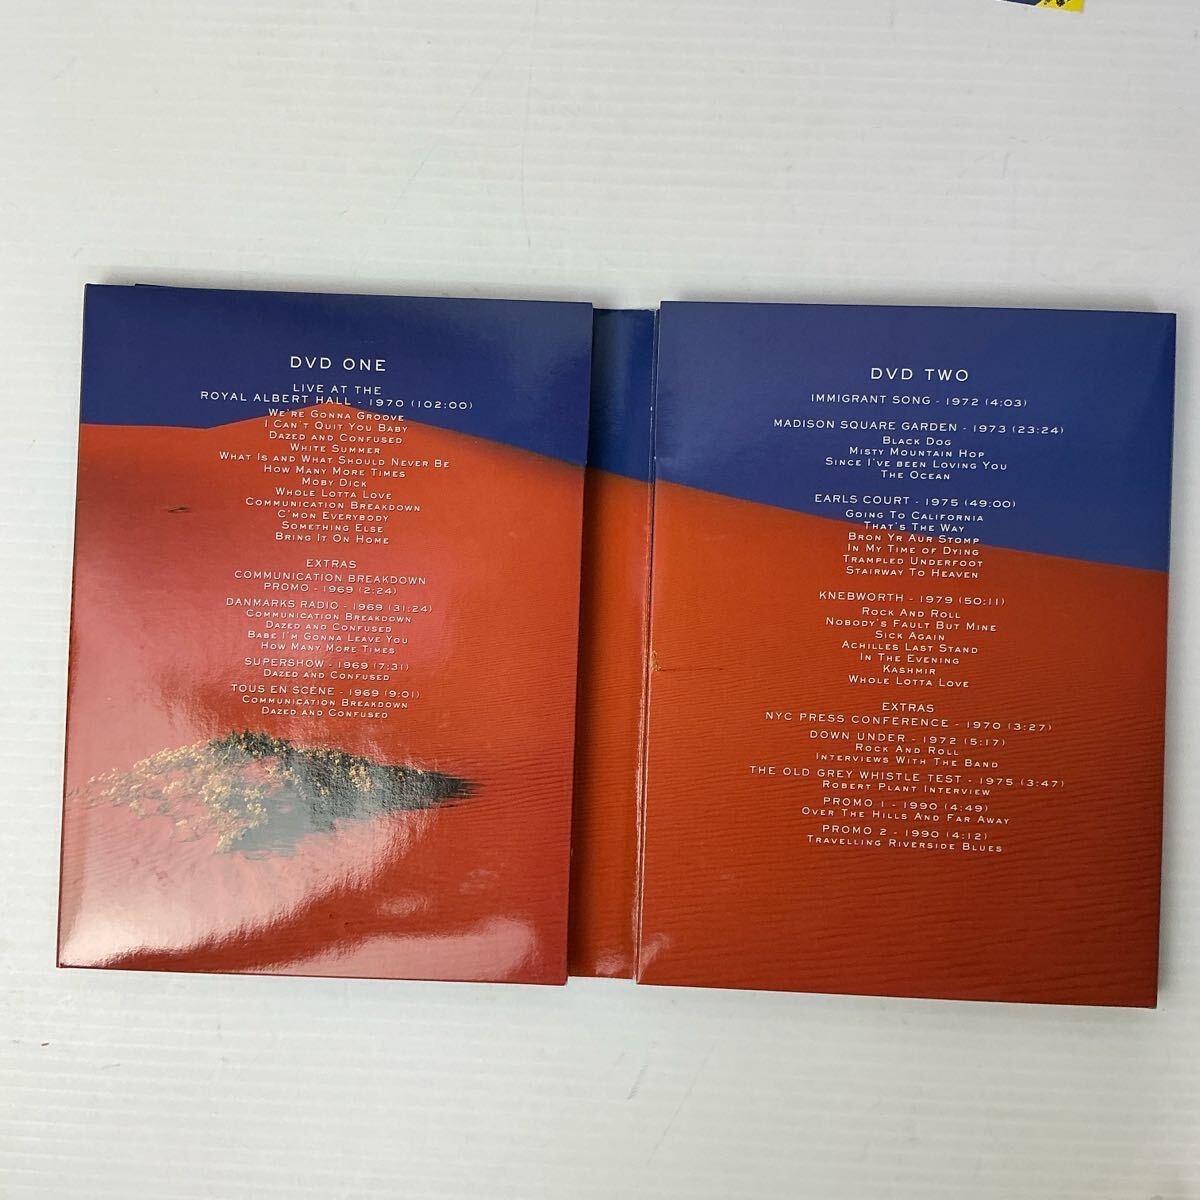 DVD ONE
LIVE AT THE
ROYAL ALBERT HALL - 1970 (102:00)
WE'RE GONNA GROOVE
I CAN'T QUIT YOU BABY
DAZED AND CONFUSED
WHITE SUMMER
WHAT IS AND WHAT SHOULD NEVER BE
HOW MANY MORE TIMES
MOBY DICK
WHOLE LOTTA LOVE
COMMUNICATION BREAKDOWN
C'MON EVERYBODY
SOMETHING ELSE
BRING IT ON HOME
EXTRAS
COMMUNICATION BREAKDOWN
PROMO - 1969 (2:24)
DANMARKS RADIO - 1969 (31:24)
COMMUNICATION BREAKDOWN
DAZED AND CONFUSED
BABE I'M GONNA LEAVE YOU
HOW MANY MORE TIMES
SUPERSHOW - 1969 (7:31)
DAZED AND CONFUSED
TOUS EN SCÈNE - 1969 (9:01)
COMMUNICATION BREAKDOWN
DAZED AND CONFUSED
DVD TWO
IMMIGRANT SONG - 1972 (4:03)
MADISON SQUARE GARDEN - 1973 (23:24)
BLACK DOG
MISTY MOUNTAIN HOP
SINCE I'VE BEEN LOVING YOU
THE OCEAN
EARLS COURT - 1975 (49:00)
GOING TO CALIFORNIA
THAT'S THE WAY
BRON YR AUR STOMP
IN MY TIME OF DYING
TRAMPLED UNDERFOOT
STAIRWAY TO HEAVEN
KNEBWORTH - 1979 (50:11)
ROCK AND ROLL
NOBODY'S FAULT BUT MINE
SICK AGAIN
ACHILLES LAST STAND
IN THE EVENING
KASHMIR
WHOLE LOTTA LOVE
EXTRAS
NYC PRESS CONFERENCE - 1970 (3:27)
DOWN UNDER - 1972 (5:17)
ROCK AND ROLL
INTERVIEWS WITH THE BAND
THE OLD GREY WHISTLE TEST - 1975 (3:47)
ROBERT PLANT INTERVIEW
PROMO 1 - 1990 (4:49)
OVER THE HILLS AND FAR AWAY
PROMO 2 - 1990 (4:12)
TRAVELLING RIVERSIDE BLUES